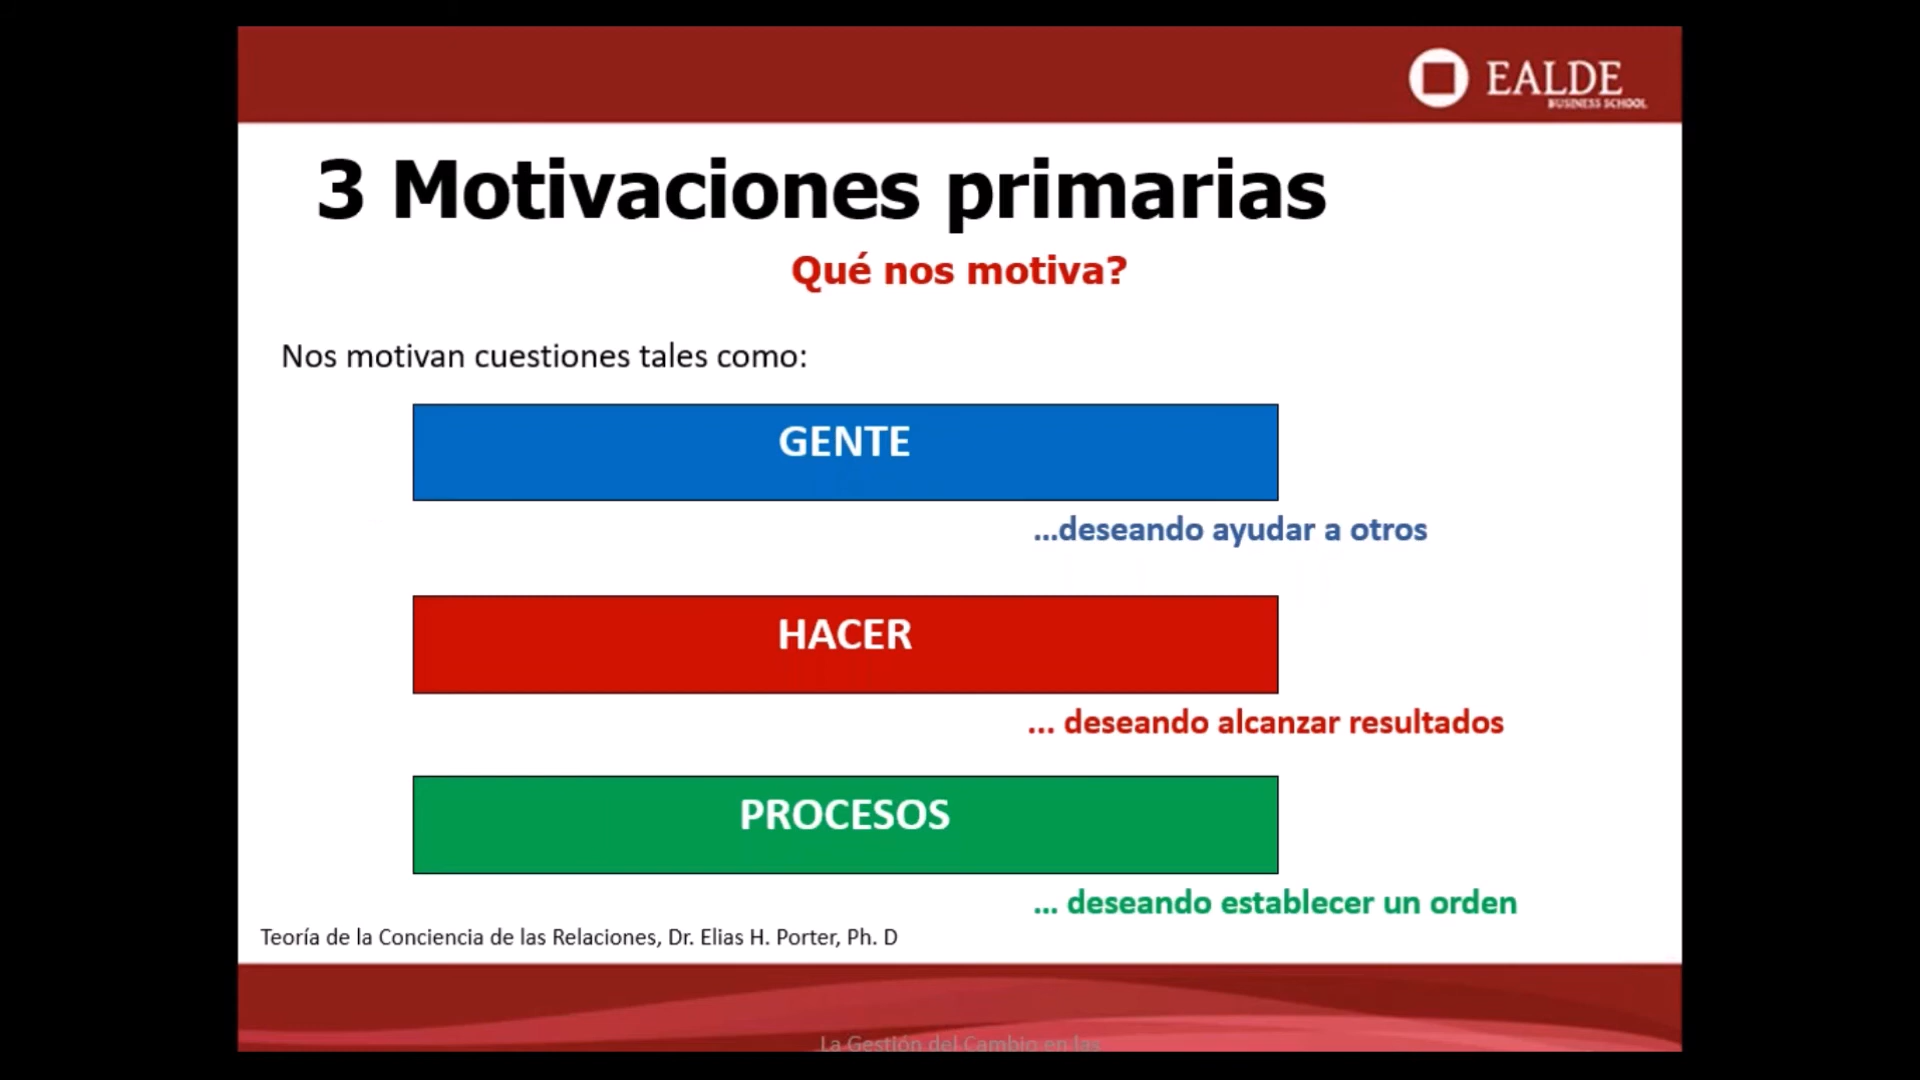 EALDE
BUSINESS SCHOOL
3 Motivaciones primarias
Qué nos motiva?
Nos motivan cuestiones tales como:
GENTE
...deseando ayudar a otros
HACER
... deseando alcanzar resultados
PROCESOS
... deseando establecer un orden
Teoría de la Conciencia de las Relaciones, Dr. Elias H. Porter, Ph. D
La Gestión del Cambio en las